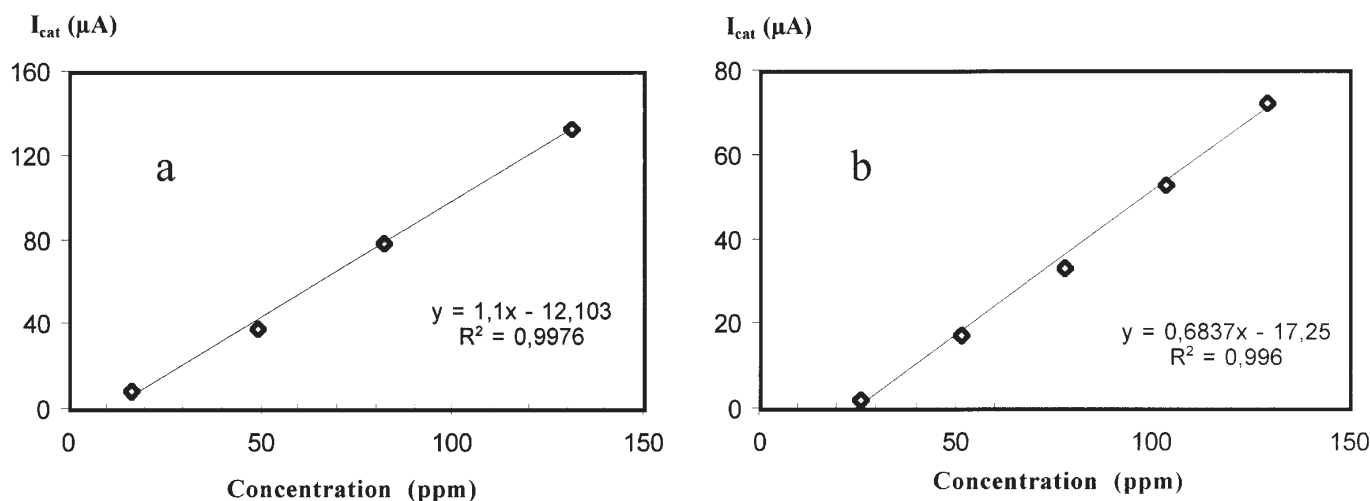 I_cat (µA)
160
120
80
40
0
a
y = 1,1x - 12,103
R² = 0,9976
0 50 100 150
Concentration (ppm)
I_cat (µA)
80
60
40
20
0
b
y = 0,6837x - 17,25
R² = 0,996
0 50 100 150
Concentration (ppm)